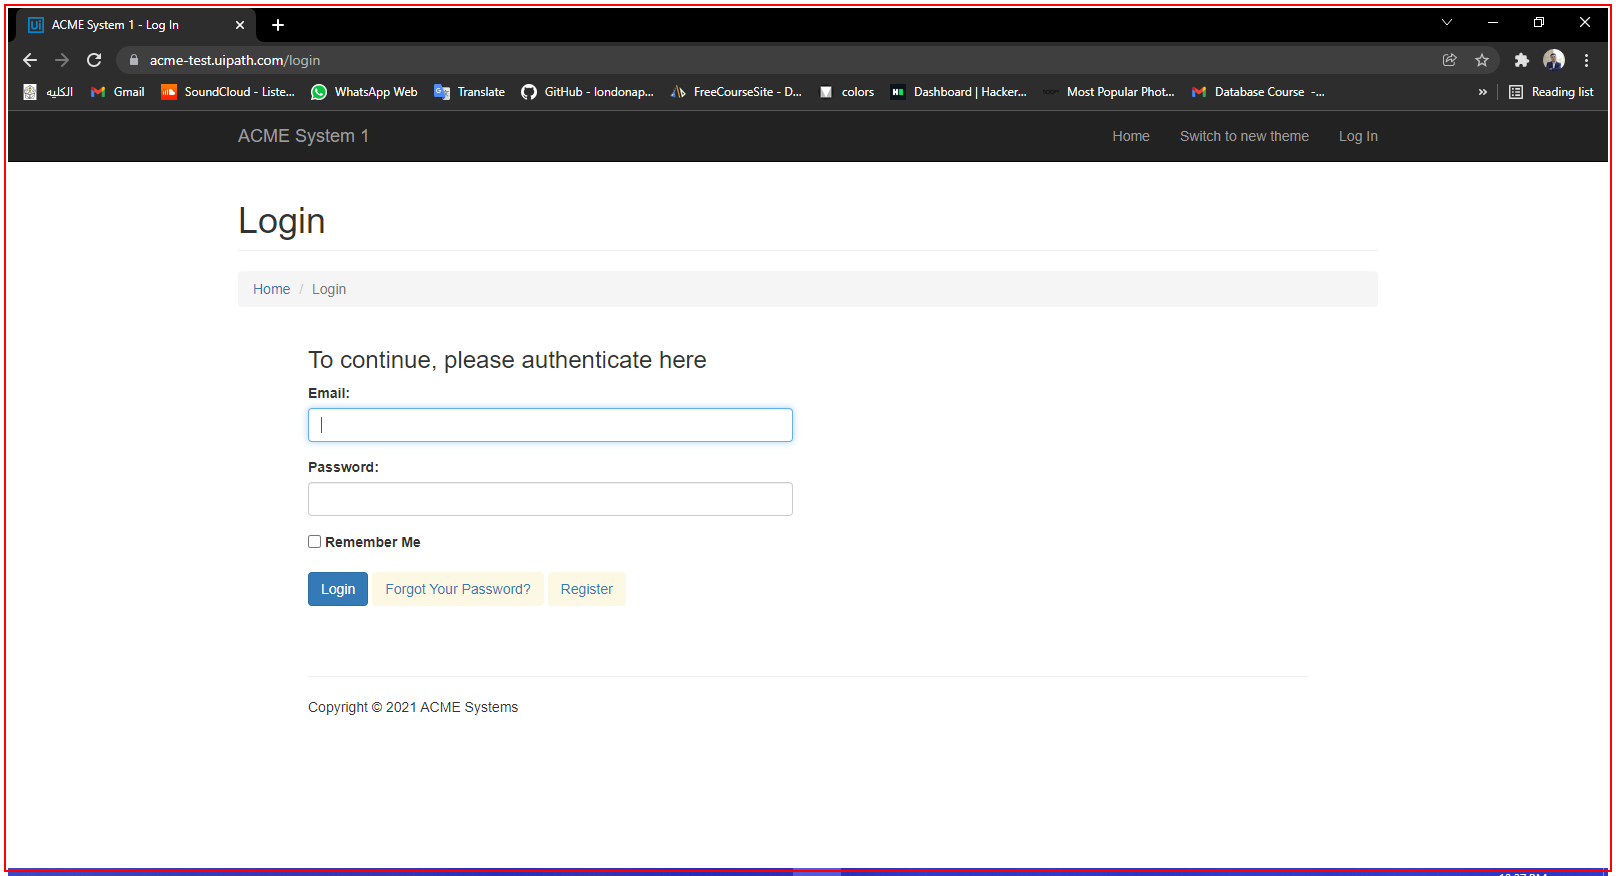 ACME System 1 - Log In
acme-test.uipath.com/login
الكليه Gmail SoundCloud - Liste... WhatsApp Web Translate GitHub - londonap... FreeCourseSite - D... colors Dashboard | Hacker... Most Popular Phot... Database Course -... » Reading list
ACME System 1 Home Switch to new theme Log In
Login
Home / Login
To continue, please authenticate here
Email:
Password:
Remember Me
Login Forgot Your Password? Register
Copyright © 2021 ACME Systems